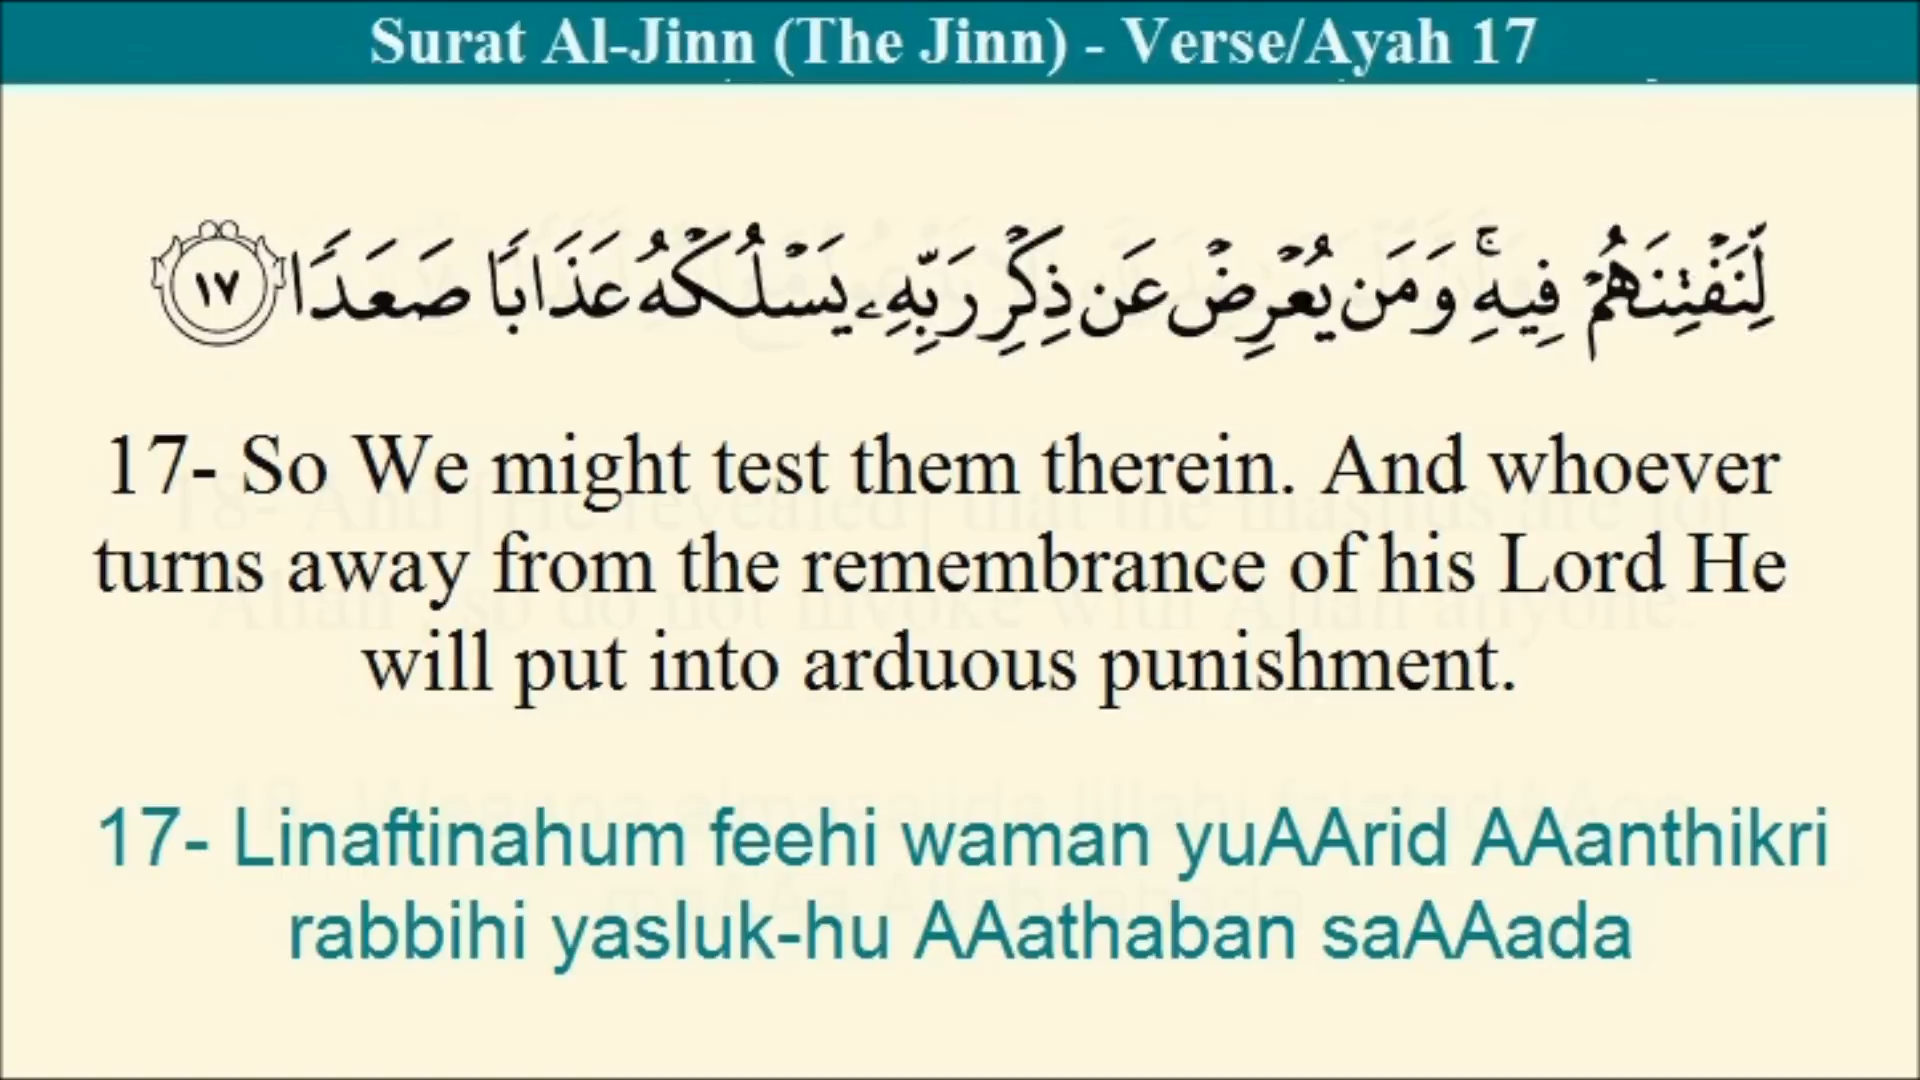 Surat Al-Jinn (The Jinn) - Verse/Ayah 17
لِّنَفْتِنَهُمْ فِيهِ ۚ وَمَن يُعْرِضْ عَن ذِكْرِ رَبِّهِۦ يَسْلُكْهُ عَذَابًا صَعَدًا ١٧
17- So We might test them therein. And whoever
turns away from the remembrance of his Lord He
will put into arduous punishment.
17- Linaftinahum feehi waman yuAArid AAanthikri
rabbihi yasluk-hu AAathaban saAAada